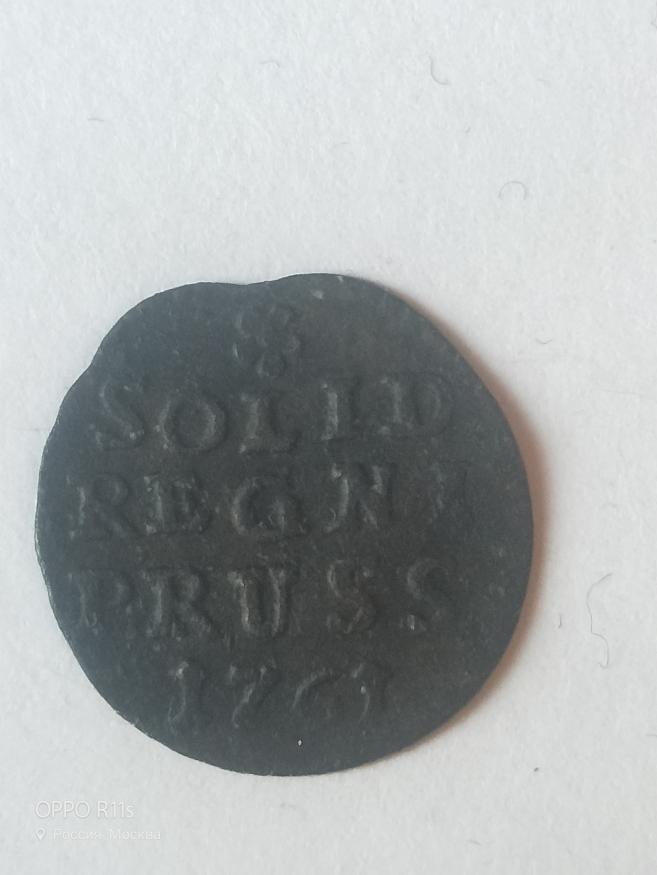 SOLID
REGNI
PRUSS
1761
OPPO R11s
Россия, Москва